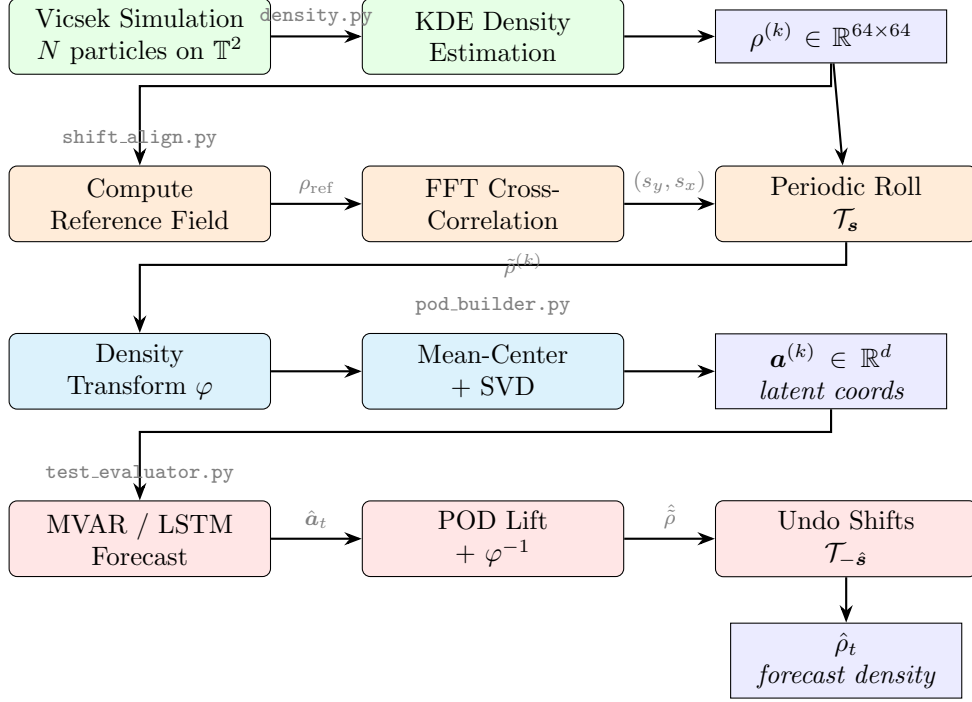 density.py
Vicsek Simulation
N particles on 𝕋²
KDE Density
Estimation
ρ⁽ᵏ⁾ ∈ ℝ⁶⁴ˣ⁶⁴
shift_align.py
Compute
Reference Field
ρ_ref
FFT Cross-
Correlation
(s_y, s_x)
Periodic Roll
𝒯_𝒔
ρ̃⁽ᵏ⁾
pod_builder.py
Density
Transform φ
Mean-Center
+ SVD
𝒂⁽ᵏ⁾ ∈ ℝᵈ
latent coords
test_evaluator.py
MVAR / LSTM
Forecast
𝒂̂_t
POD Lift
+ φ⁻¹
ρ̃̂
Undo Shifts
𝒯_−𝒔̂
ρ̂_t
forecast density